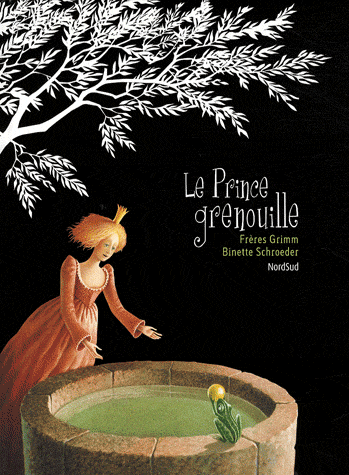 Le Prince
grenouille
Frères Grimm
Binette Schroeder
NordSud